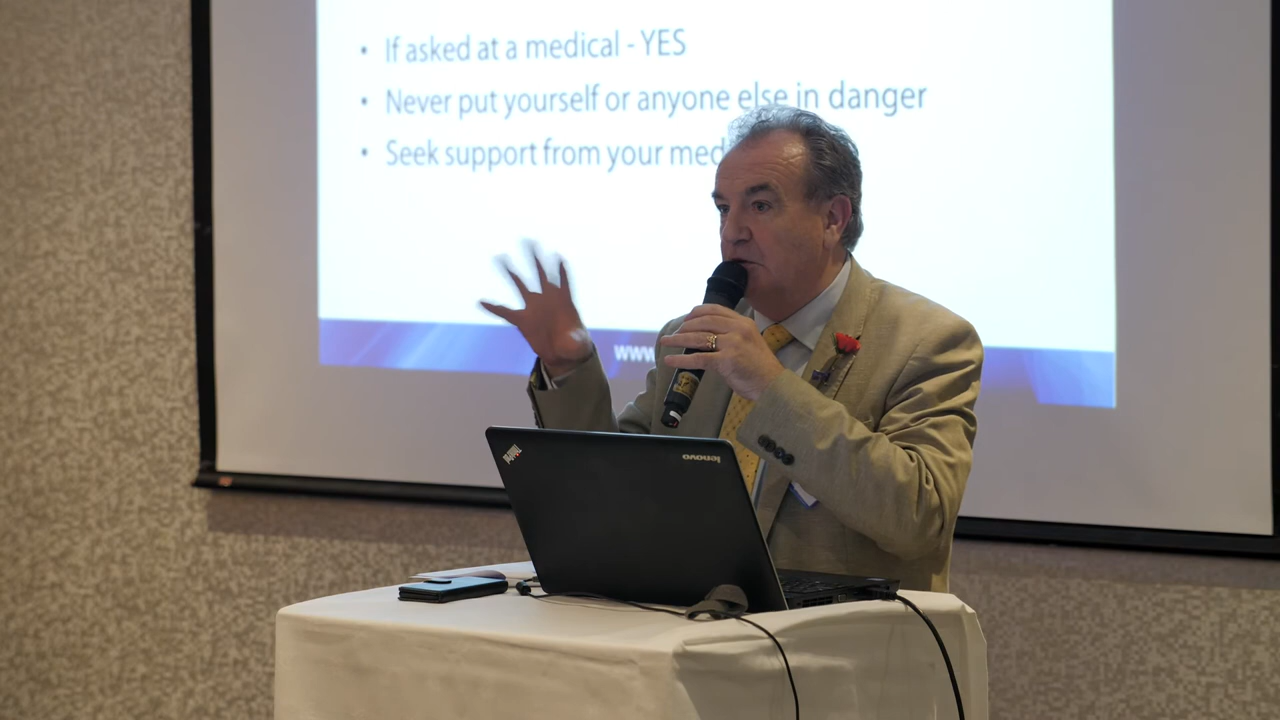 • If asked at a medical - YES
• Never put yourself or anyone else in danger
• Seek support from your med
www.
lenovo